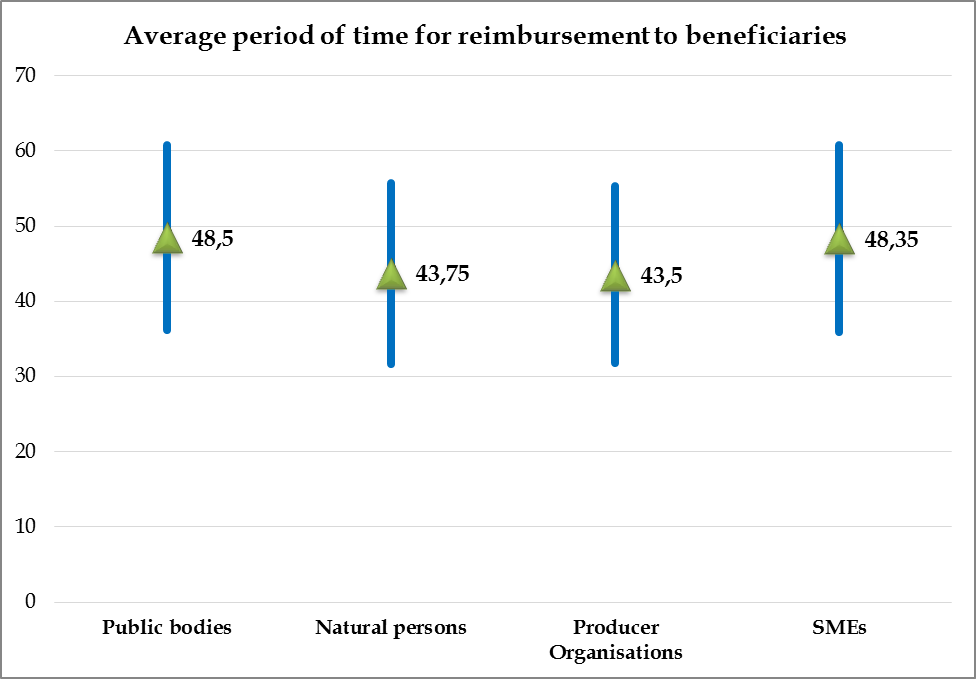 Average period of time for reimbursement to beneficiaries
70
60
50
40
30
20
10
0
48,5
43,75
43,5
48,35
Public bodies
Natural persons
Producer
Organisations
SMEs